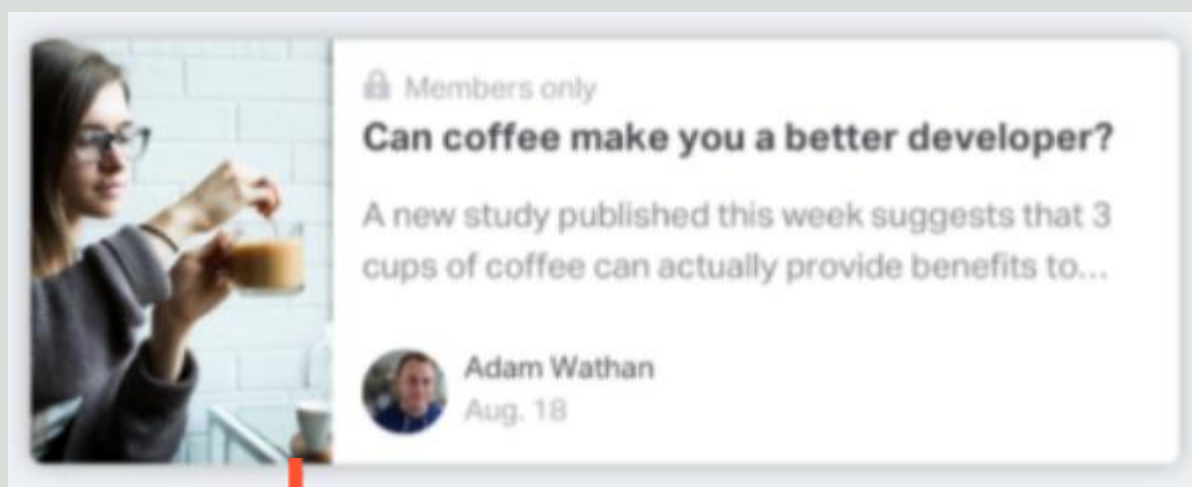 Members only
Can coffee make you a better developer?
A new study published this week suggests that 3
cups of coffee can actually provide benefits to...
Adam Wathan
Aug. 18